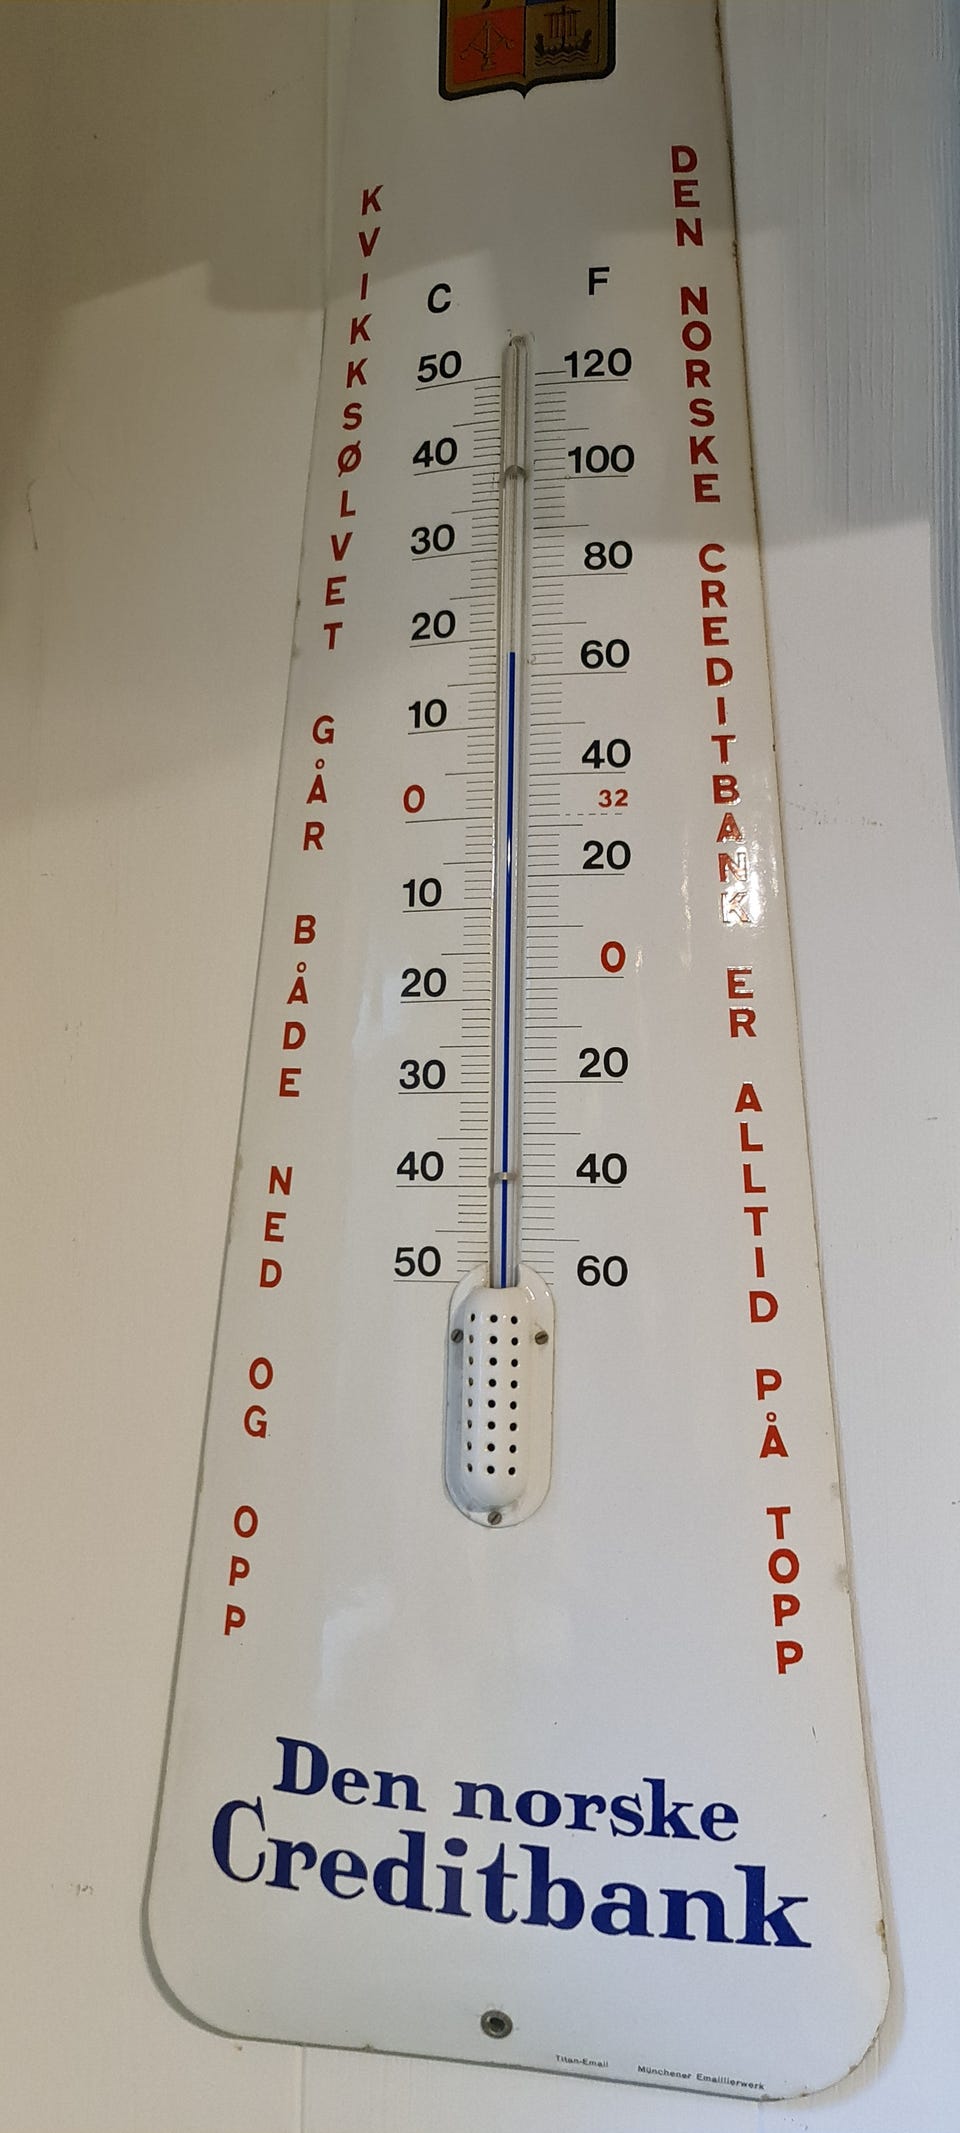 KVIKKSØLVET GÅR BÅDE NED OG OPP
DEN NORSKE CREDITBANK ER ALLTID PÅ TOPP
C F
50 120
40 100
30 80
20 60
10 40
0 32
10 20
20 0
30 20
40 40
50 60
Den norske
Creditbank
Titan-Email Münchener Emaillierwerk